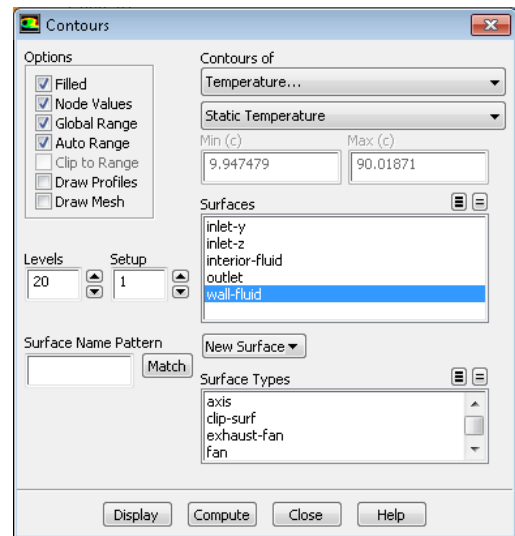 Contours
Options
Filled
Node Values
Global Range
Auto Range
Clip to Range
Draw Profiles
Draw Mesh
Contours of
Temperature...
Static Temperature
Min (c)
Max (c)
9.947479
90.01871
Surfaces
inlet-y
inlet-z
interior-fluid
outlet
wall-fluid
Levels
Setup
20
1
Surface Name Pattern
Match
New Surface
Surface Types
axis
clip-surf
exhaust-fan
fan
Display
Compute
Close
Help